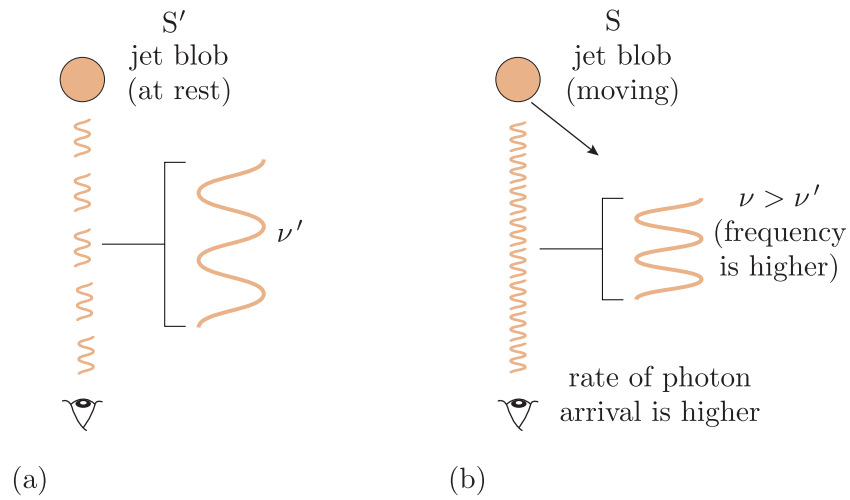 S′
jet blob
(at rest)
ν′
(a)
S
jet blob
(moving)
ν > ν′
(frequency
is higher)
rate of photon
arrival is higher
(b)